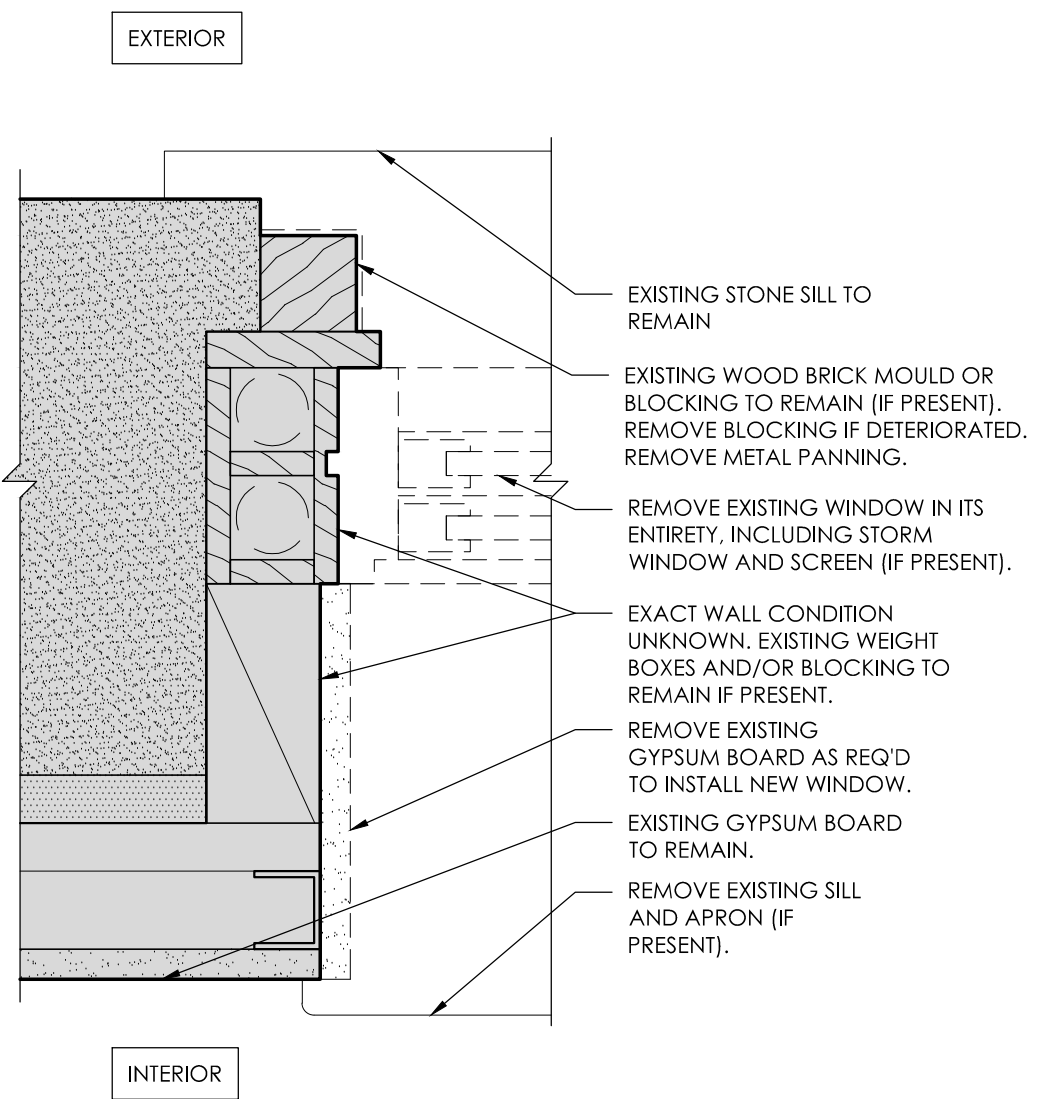 EXTERIOR
EXISTING STONE SILL TO
REMAIN
EXISTING WOOD BRICK MOULD OR
BLOCKING TO REMAIN (IF PRESENT).
REMOVE BLOCKING IF DETERIORATED.
REMOVE METAL PANNING.
REMOVE EXISTING WINDOW IN ITS
ENTIRETY, INCLUDING STORM
WINDOW AND SCREEN (IF PRESENT).
EXACT WALL CONDITION
UNKNOWN. EXISTING WEIGHT
BOXES AND/OR BLOCKING TO
REMAIN IF PRESENT.
REMOVE EXISTING
GYPSUM BOARD AS REQ'D
TO INSTALL NEW WINDOW.
EXISTING GYPSUM BOARD
TO REMAIN.
REMOVE EXISTING SILL
AND APRON (IF
PRESENT).
INTERIOR